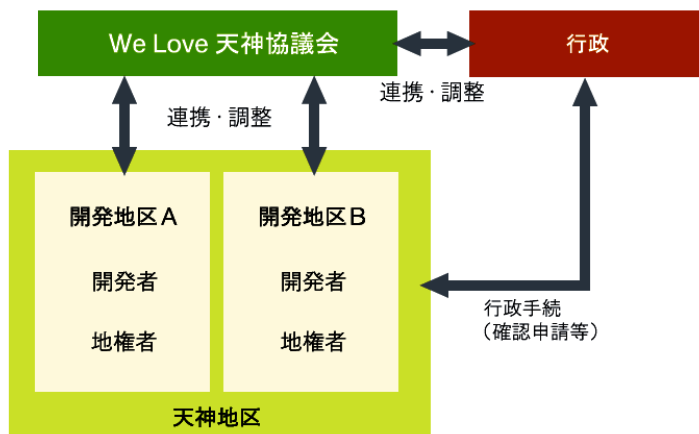 We Love 天神協議会
行政
連携・調整
連携・調整
開発地区A
開発者
地権者
開発地区B
開発者
地権者
天神地区
行政手続
（確認申請等）